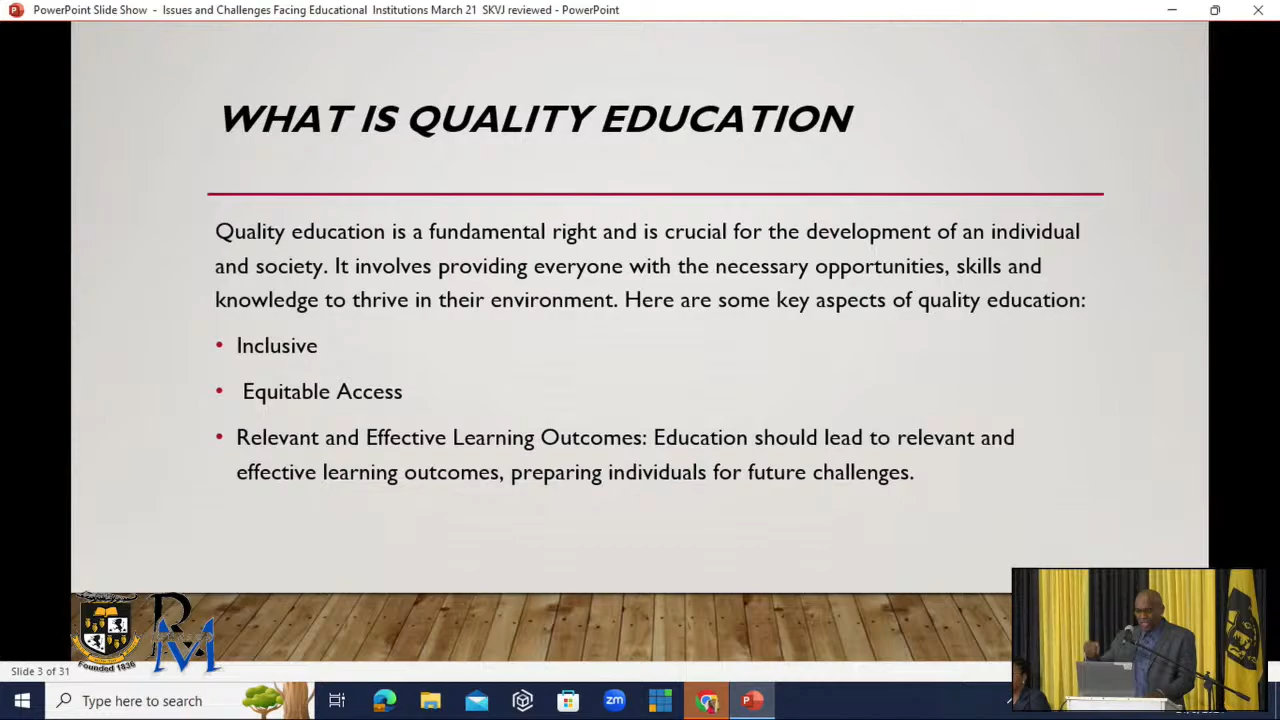 PowerPoint Slide Show - Issues and Challenges Facing Educational Institutions March 21 SKVJ reviewed - PowerPoint
WHAT IS QUALITY EDUCATION
Quality education is a fundamental right and is crucial for the development of an individual
and society. It involves providing everyone with the necessary opportunities, skills and
knowledge to thrive in their environment. Here are some key aspects of quality education:
• Inclusive
• Equitable Access
• Relevant and Effective Learning Outcomes: Education should lead to relevant and
effective learning outcomes, preparing individuals for future challenges.
RM
Founded 1836
Slide 3 of 31
Type here to search
zm